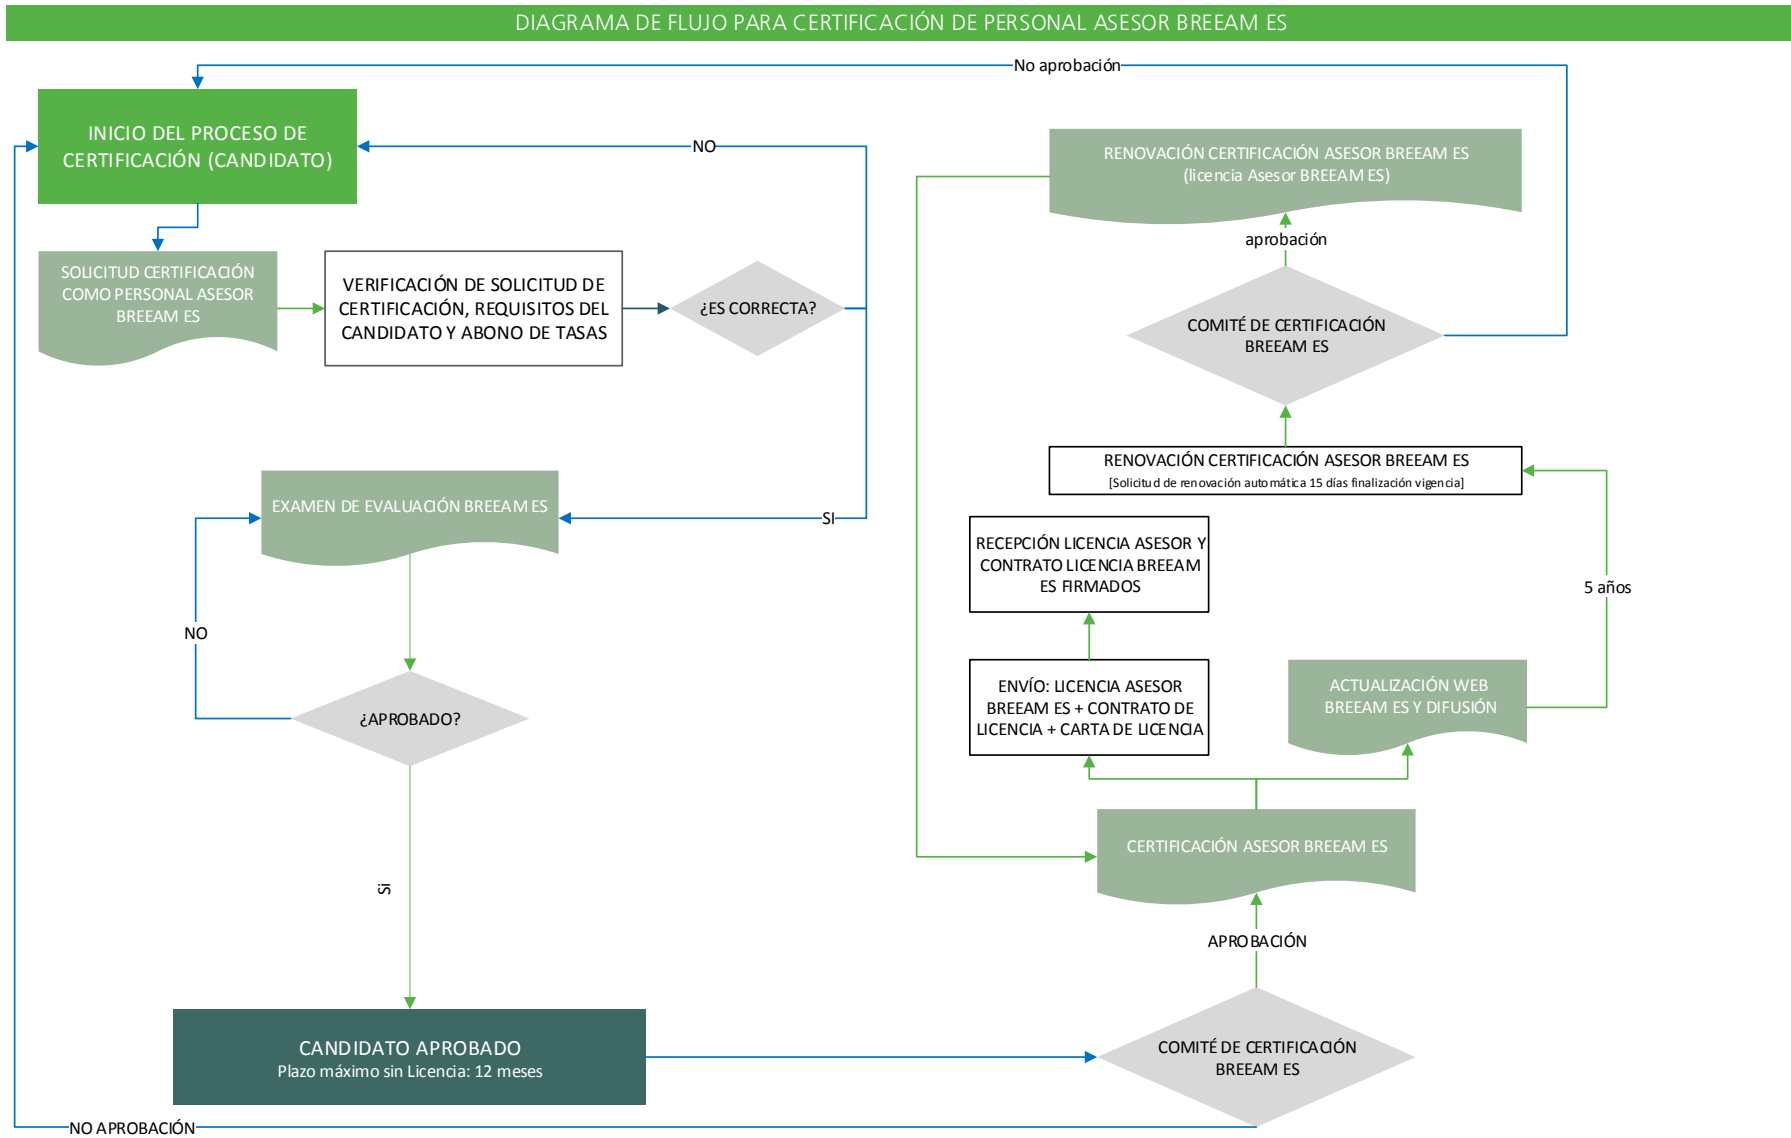 DIAGRAMA DE FLUJO PARA CERTIFICACIÓN DE PERSONAL ASESOR BREEAM ES
No aprobación
INICIO DEL PROCESO DE
CERTIFICACIÓN (CANDIDATO)
NO
RENOVACIÓN CERTIFICACIÓN ASESOR BREEAM ES
(licencia Asesor BREEAM ES)
aprobación
SOLICITUD CERTIFICACIÓN
COMO PERSONAL ASESOR
BREEAM ES
VERIFICACIÓN DE SOLICITUD DE
CERTIFICACIÓN, REQUISITOS DEL
CANDIDATO Y ABONO DE TASAS
¿ES CORRECTA?
COMITÉ DE CERTIFICACIÓN
BREEAM ES
RENOVACIÓN CERTIFICACIÓN ASESOR BREEAM ES
[Solicitud de renovación automática 15 días finalización vigencia]
EXAMEN DE EVALUACIÓN BREEAM ES
SI
RECEPCIÓN LICENCIA ASESOR Y
CONTRATO LICENCIA BREEAM
ES FIRMADOS
5 años
NO
ENVÍO: LICENCIA ASESOR
BREEAM ES + CONTRATO DE
LICENCIA + CARTA DE LICENCIA
ACTUALIZACIÓN WEB
BREEAM ES Y DIFUSIÓN
¿APROBADO?
CERTIFICACIÓN ASESOR BREEAM ES
Si
APROBACIÓN
CANDIDATO APROBADO
Plazo máximo sin Licencia: 12 meses
COMITÉ DE CERTIFICACIÓN
BREEAM ES
NO APROBACIÓN